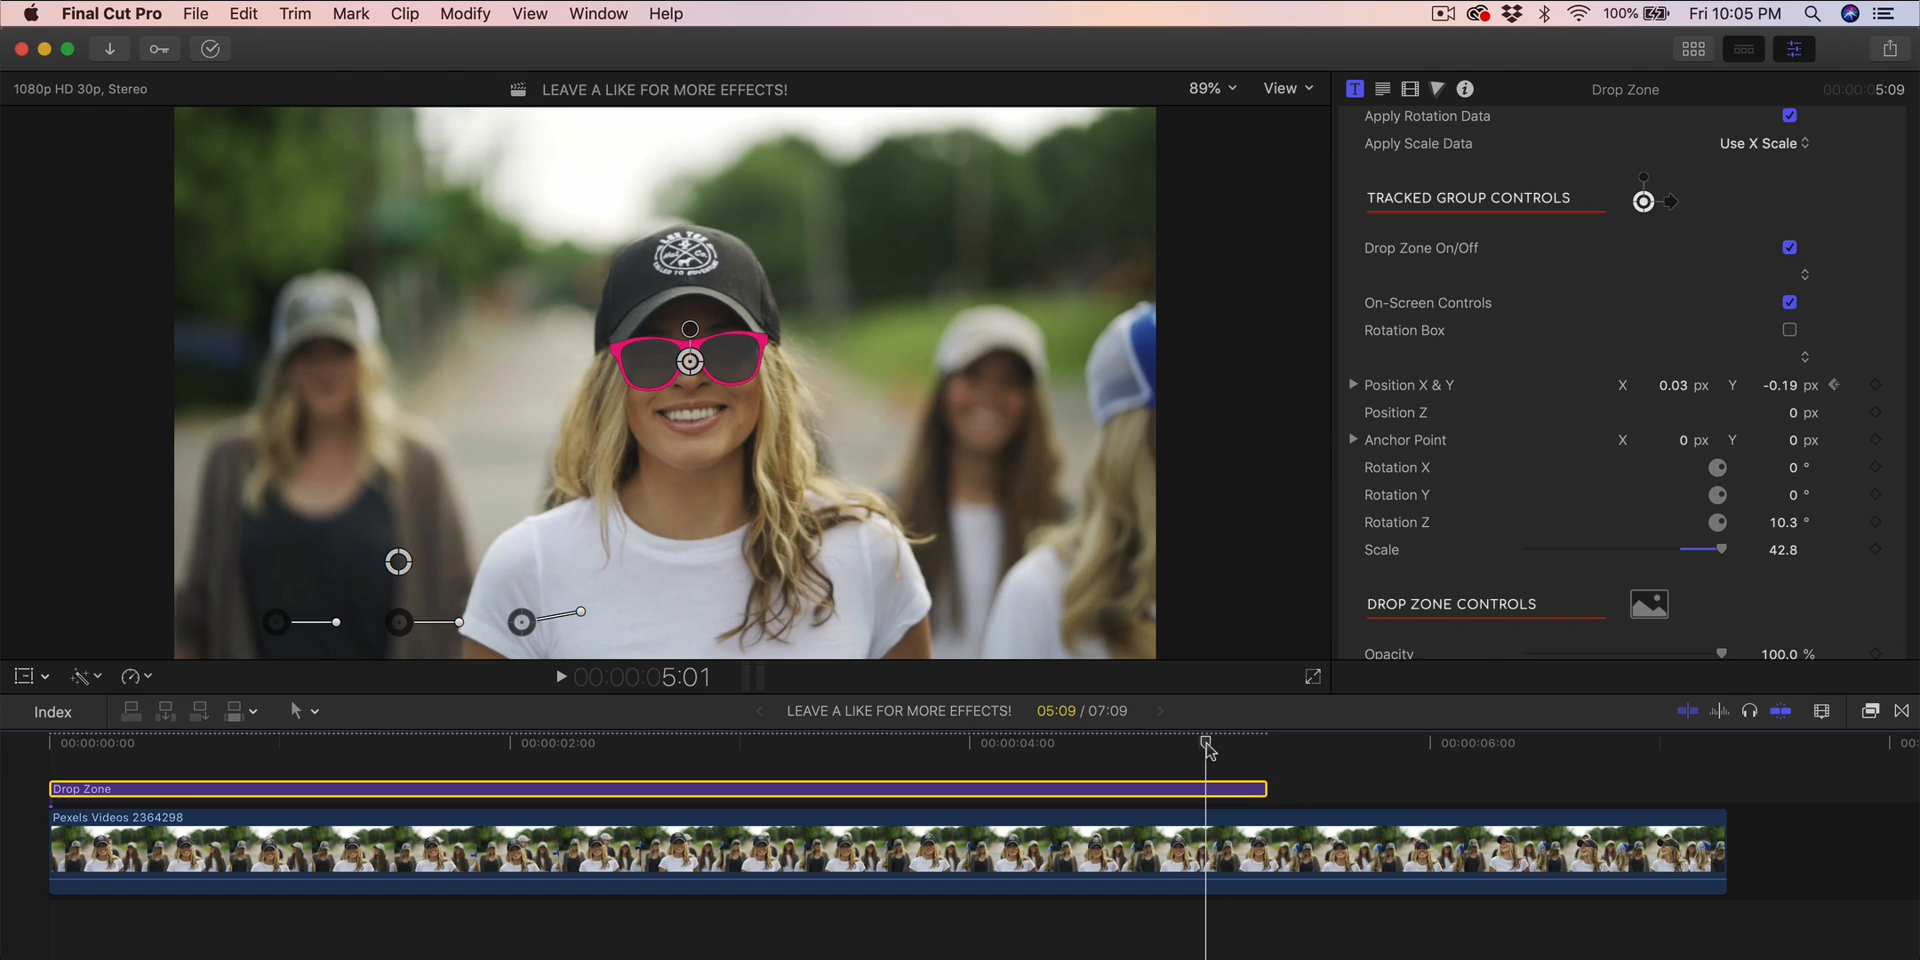 Final Cut Pro File Edit Trim Mark Clip Modify View Window Help 100% Fri 10:05 PM
1080p HD 30p, Stereo LEAVE A LIKE FOR MORE EFFECTS! 89% View Drop Zone 00:00:05:09
Apply Rotation Data
Apply Scale Data Use X Scale
TRACKED GROUP CONTROLS
Drop Zone On/Off
On-Screen Controls
Rotation Box
Position X & Y X 0.03 px Y -0.19 px
Position Z 0 px
Anchor Point X 0 px Y 0 px
Rotation X 0 °
Rotation Y 0 °
Rotation Z 10.3 °
Scale 42.8
DROP ZONE CONTROLS
Opacity 100.0 %
00:00:05:01
Index LEAVE A LIKE FOR MORE EFFECTS! 05:09 / 07:09
00:00:00:00 00:00:02:00 00:00:04:00 00:00:06:00 00:
Drop Zone
Pexels Videos 2364298